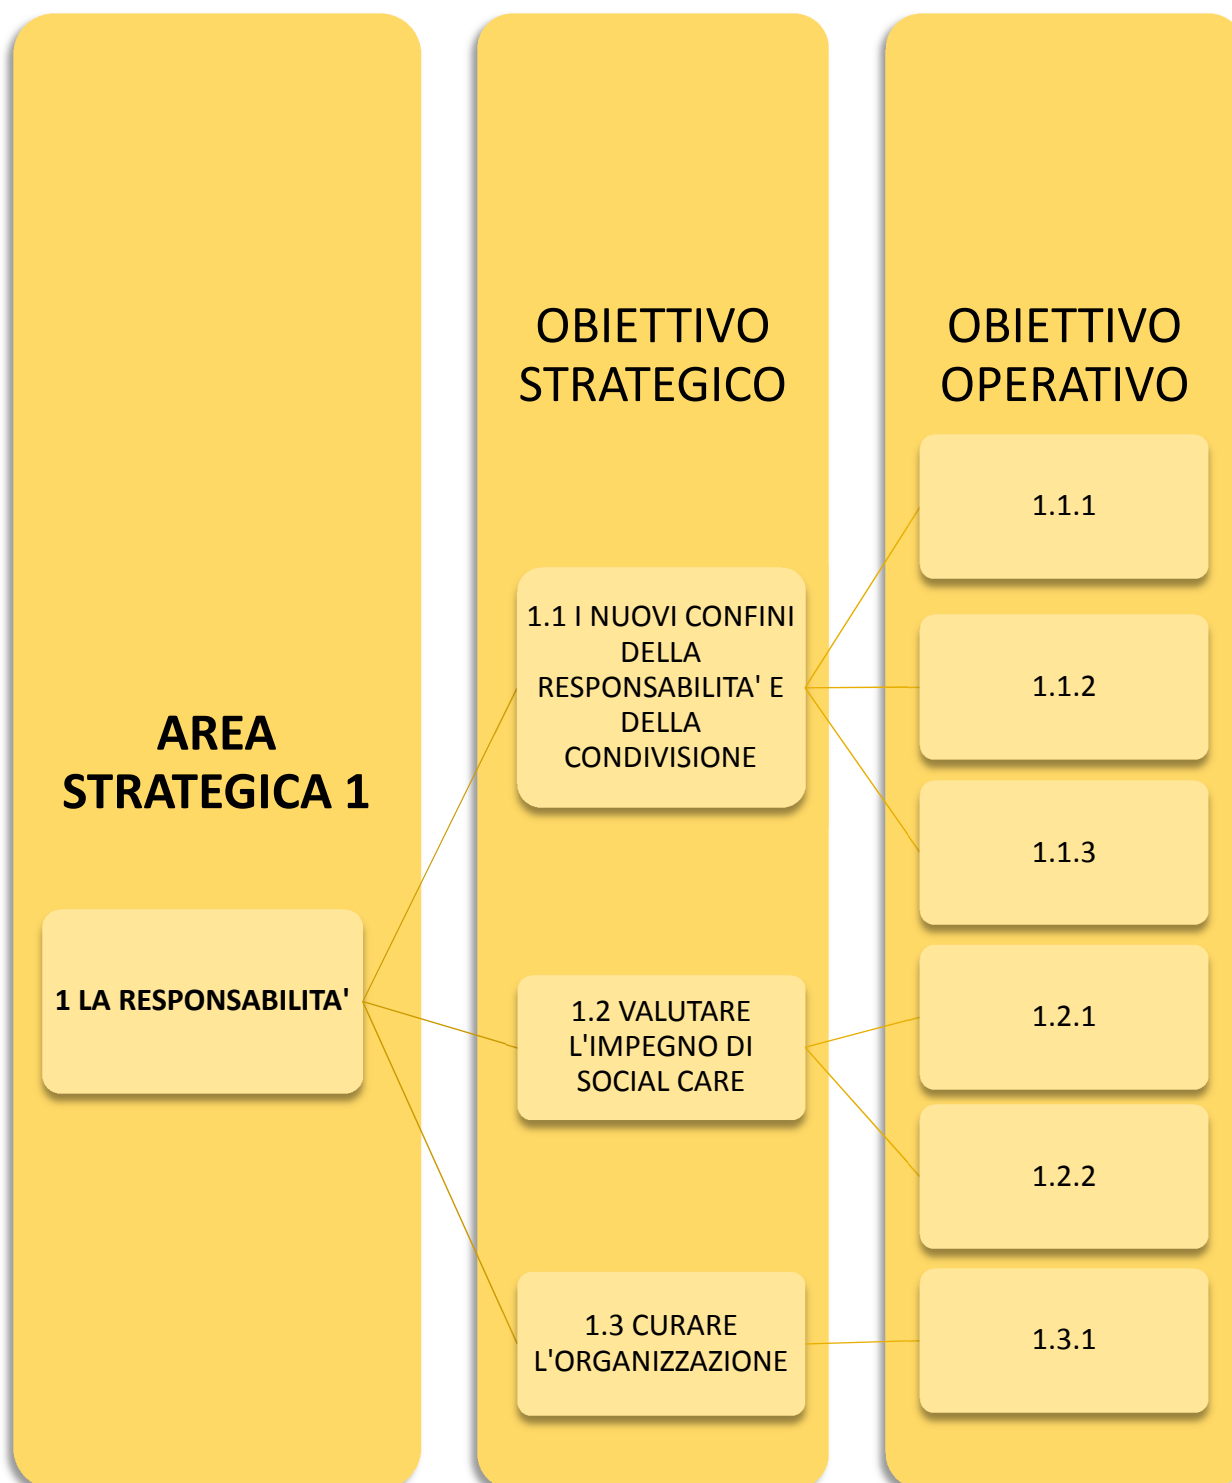 AREA
STRATEGICA 1
1 LA RESPONSABILITA'
OBIETTIVO
STRATEGICO
1.1 I NUOVI CONFINI
DELLA
RESPONSABILITA' E
DELLA
CONDIVISIONE
1.2 VALUTARE
L'IMPEGNO DI
SOCIAL CARE
1.3 CURARE
L'ORGANIZZAZIONE
OBIETTIVO
OPERATIVO
1.1.1
1.1.2
1.1.3
1.2.1
1.2.2
1.3.1